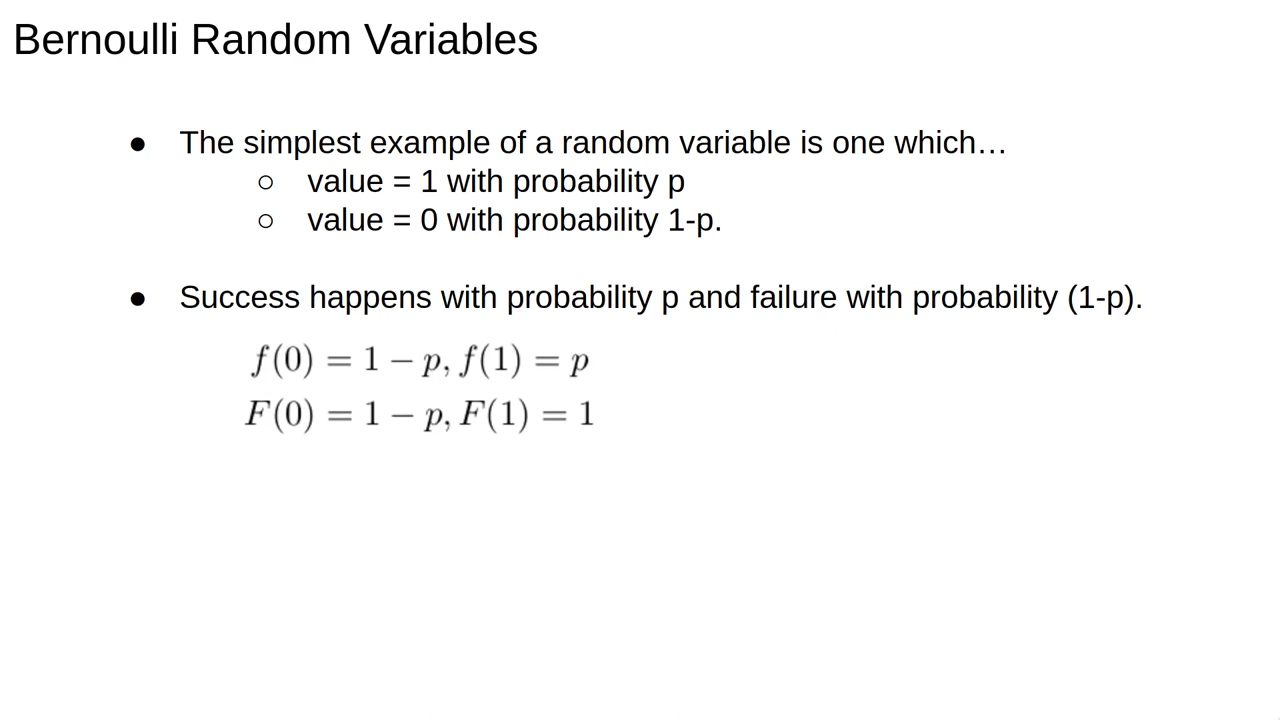 Bernoulli Random Variables
● The simplest example of a random variable is one which…
○ value = 1 with probability p
○ value = 0 with probability 1-p.
● Success happens with probability p and failure with probability (1-p).
f(0) = 1 − p, f(1) = p
F(0) = 1 − p, F(1) = 1